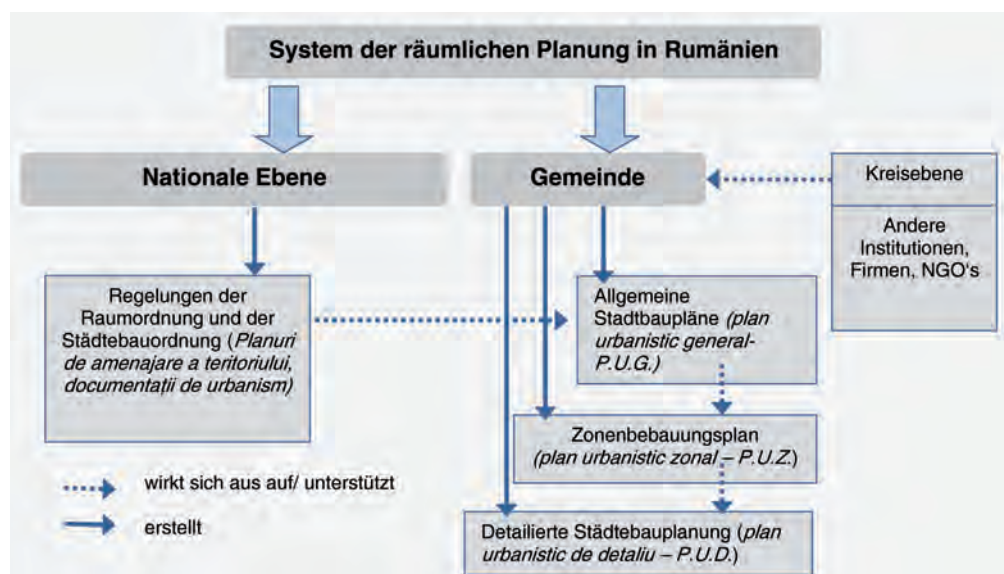 System der räumlichen Planung in Rumänien
Nationale Ebene
Gemeinde
Kreisebene
Andere
Institutionen,
Firmen, NGO's
Regelungen der
Raumordnung und der
Städtebauordnung (Planuri
de amenajare a teritoriului,
documentaţii de urbanism)
Allgemeine
Stadtbaupläne (plan
urbanistic general-
P.U.G.)
Zonenbebauungsplan
(plan urbanistic zonal – P.U.Z.)
Detailierte Städtebauplanung (plan
urbanistic de detaliu – P.U.D.)
wirkt sich aus auf/ unterstützt
erstellt